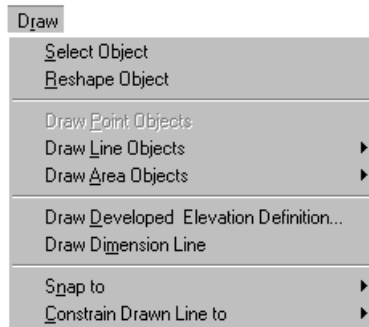 Draw
Select Object
Reshape Object
Draw Point Objects
Draw Line Objects
Draw Area Objects
Draw Developed Elevation Definition...
Draw Dimension Line
Snap to
Constrain Drawn Line to